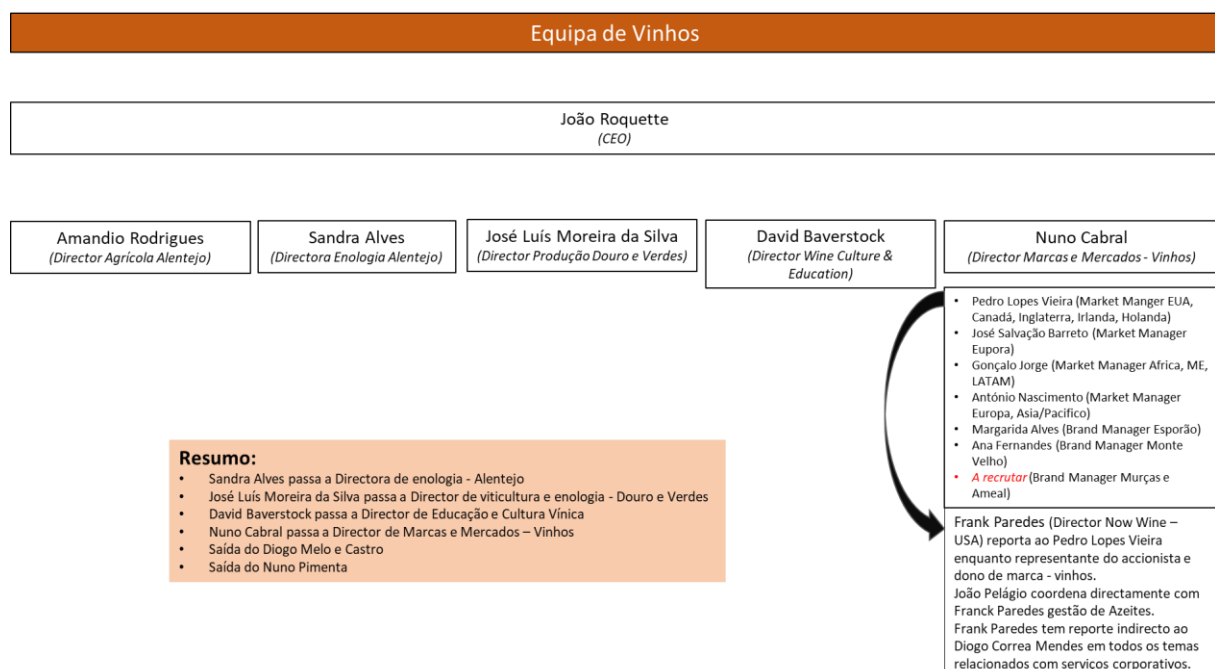 Equipa de Vinhos
João Roquette
(CEO)
Amandio Rodrigues
(Director Agrícola Alentejo)
Sandra Alves
(Directora Enologia Alentejo)
José Luís Moreira da Silva
(Director Produção Douro e Verdes)
David Baverstock
(Director Wine Culture &
Education)
Nuno Cabral
(Director Marcas e Mercados - Vinhos)
• Pedro Lopes Vieira (Market Manger EUA,
Canadá, Inglaterra, Irlanda, Holanda)
• José Salvação Barreto (Market Manager
Eupora)
• Gonçalo Jorge (Market Manager Africa, ME,
LATAM)
• António Nascimento (Market Manager
Europa, Asia/Pacifico)
• Margarida Alves (Brand Manager Esporão)
• Ana Fernandes (Brand Manager Monte
Velho)
• A recrutar (Brand Manager Murças e
Ameal)
Frank Paredes (Director Now Wine –
USA) reporta ao Pedro Lopes Vieira
enquanto representante do accionista e
dono de marca - vinhos.
João Pelágio coordena directamente com
Franck Paredes gestão de Azeites.
Frank Paredes tem reporte indirecto ao
Diogo Correa Mendes em todos os temas
relacionados com serviços corporativos.
Resumo:
• Sandra Alves passa a Directora de enologia - Alentejo
• José Luís Moreira da Silva passa a Director de viticultura e enologia - Douro e Verdes
• David Baverstock passa a Director de Educação e Cultura Vínica
• Nuno Cabral passa a Director de Marcas e Mercados – Vinhos
• Saída do Diogo Melo e Castro
• Saída do Nuno Pimenta